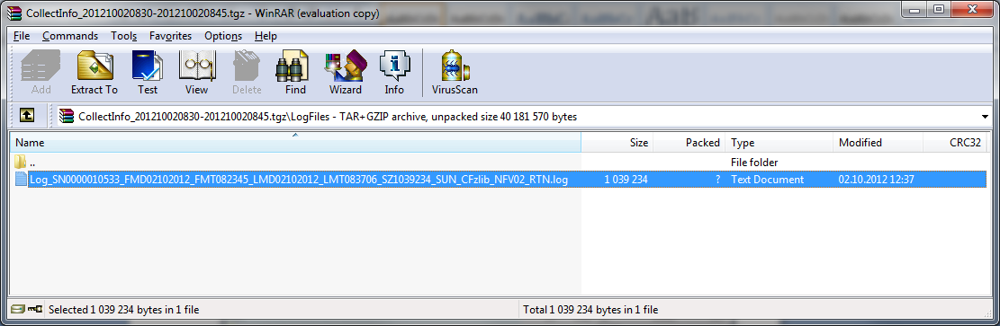 CollectInfo_201210020830-201210020845.tgz - WinRAR (evaluation copy)
File Commands Tools Favorites Options Help
Add Extract To Test View Delete Find Wizard Info VirusScan
CollectInfo_201210020830-201210020845.tgz\LogFiles - TAR+GZIP archive, unpacked size 40 181 570 bytes
Name Size Packed Type Modified CRC32
.. File folder
Log_SN0000010533_FMD02102012_FMT082345_LMD02102012_LMT083706_SZ1039234_SUN_CFzlib_NFV02_RTN.log 1 039 234 ? Text Document 02.10.2012 12:37
Selected 1 039 234 bytes in 1 file Total 1 039 234 bytes in 1 file